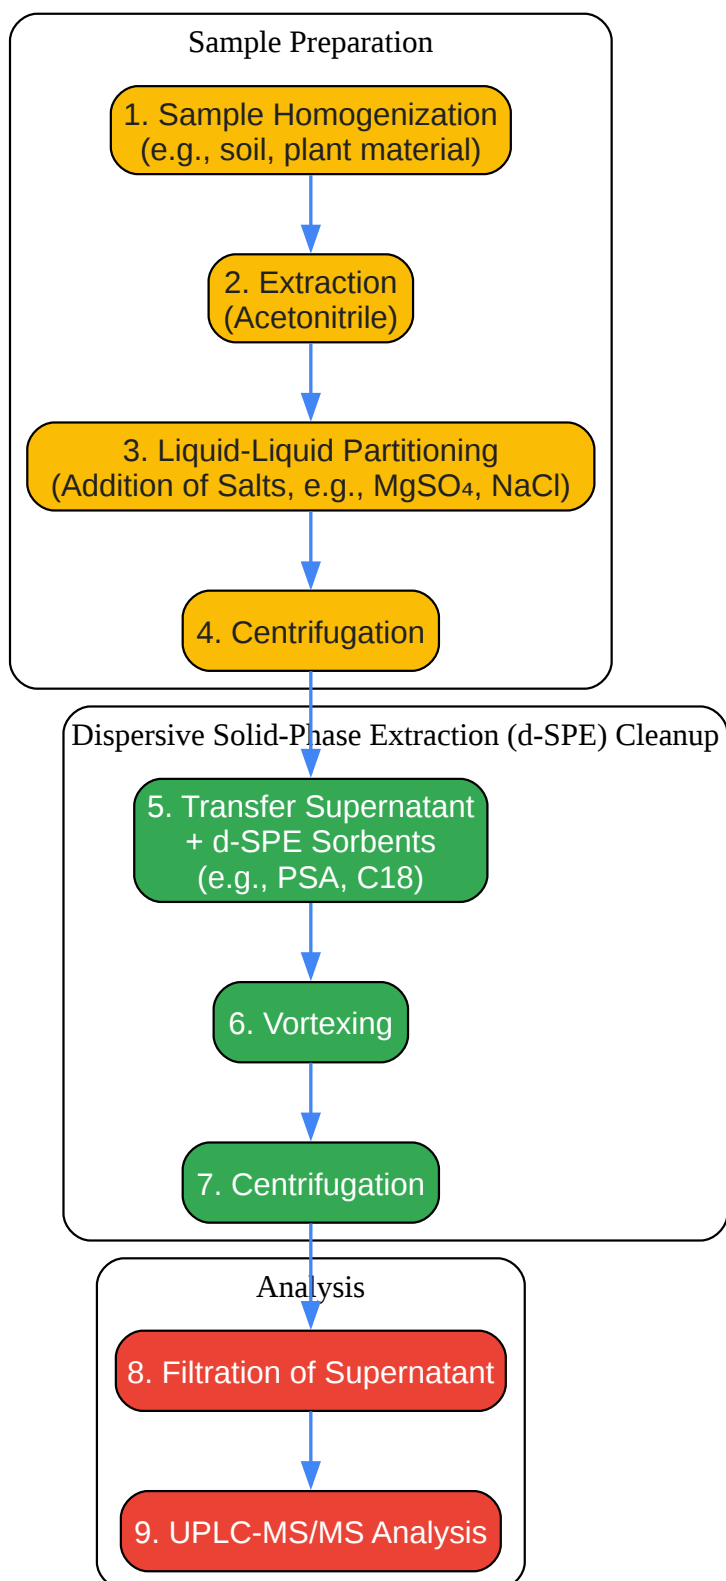 Sample Preparation
1. Sample Homogenization
(e.g., soil, plant material)
2. Extraction
(Acetonitrile)
3. Liquid-Liquid Partitioning
(Addition of Salts, e.g., MgSO₄, NaCl)
4. Centrifugation
Dispersive Solid-Phase Extraction (d-SPE) Cleanup
5. Transfer Supernatant
+ d-SPE Sorbents
(e.g., PSA, C18)
6. Vortexing
7. Centrifugation
Analysis
8. Filtration of Supernatant
9. UPLC-MS/MS Analysis